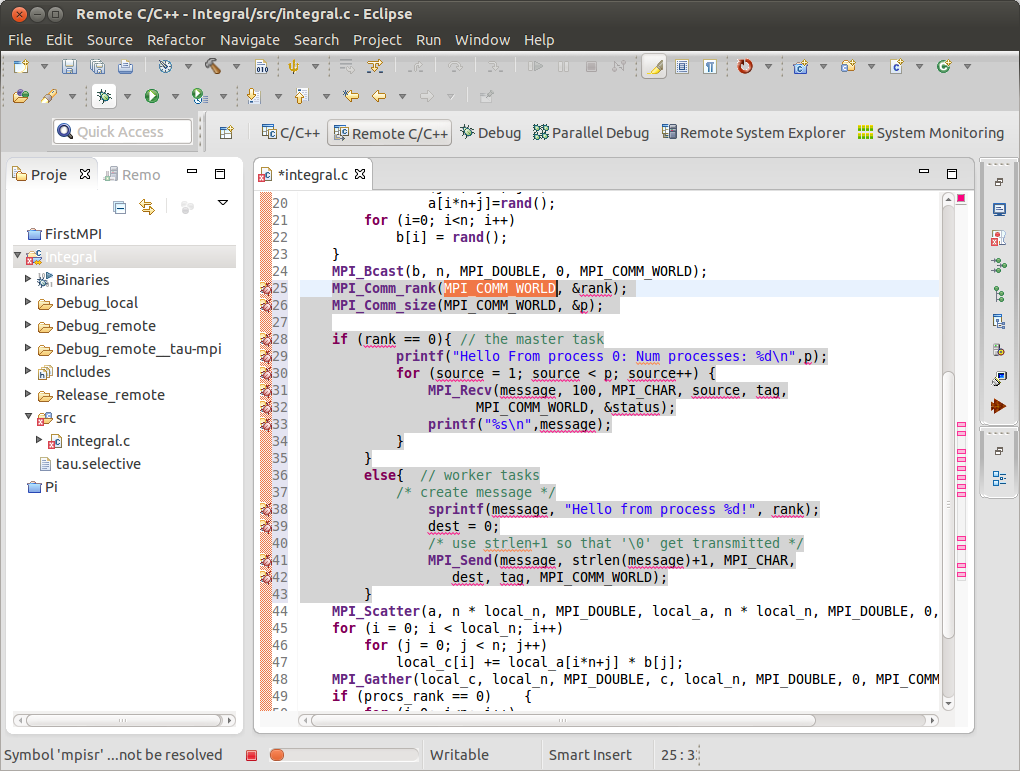 Remote C/C++ - Integral/src/integral.c - Eclipse
File Edit Source Refactor Navigate Search Project Run Window Help
Quick Access
C/C++ Remote C/C++ Debug Parallel Debug Remote System Explorer System Monitoring
Proje Remo
FirstMPI
Integral
Binaries
Debug_local
Debug_remote
Debug_remote__tau-mpi
Includes
Release_remote
src
integral.c
tau.selective
Pi
*integral.c
20 a[i*n+j]=rand();
21 for (i=0; i<n; i++)
22 b[i] = rand();
23 }
24 MPI_Bcast(b, n, MPI_DOUBLE, 0, MPI_COMM_WORLD);
25 MPI_Comm_rank(MPI_COMM_WORLD, &rank);
26 MPI_Comm_size(MPI_COMM_WORLD, &p);
27
28 if (rank == 0){ // the master task
29 printf("Hello From process 0: Num processes: %d\n",p);
30 for (source = 1; source < p; source++) {
31 MPI_Recv(message, 100, MPI_CHAR, source, tag,
32 MPI_COMM_WORLD, &status);
33 printf("%s\n",message);
34 }
35 }
36 else{ // worker tasks
37 /* create message */
38 sprintf(message, "Hello from process %d!", rank);
39 dest = 0;
40 /* use strlen+1 so that '\0' get transmitted */
41 MPI_Send(message, strlen(message)+1, MPI_CHAR,
42 dest, tag, MPI_COMM_WORLD);
43 }
44 MPI_Scatter(a, n * local_n, MPI_DOUBLE, local_a, n * local_n, MPI_DOUBLE, 0,
45 for (i = 0; i < local_n; i++)
46 for (j = 0; j < n; j++)
47 local_c[i] += local_a[i*n+j] * b[j];
48 MPI_Gather(local_c, local_n, MPI_DOUBLE, c, local_n, MPI_DOUBLE, 0, MPI_COMM
49 if (procs_rank == 0) {
Symbol 'mpisr' ...not be resolved Writable Smart Insert 25 : 3